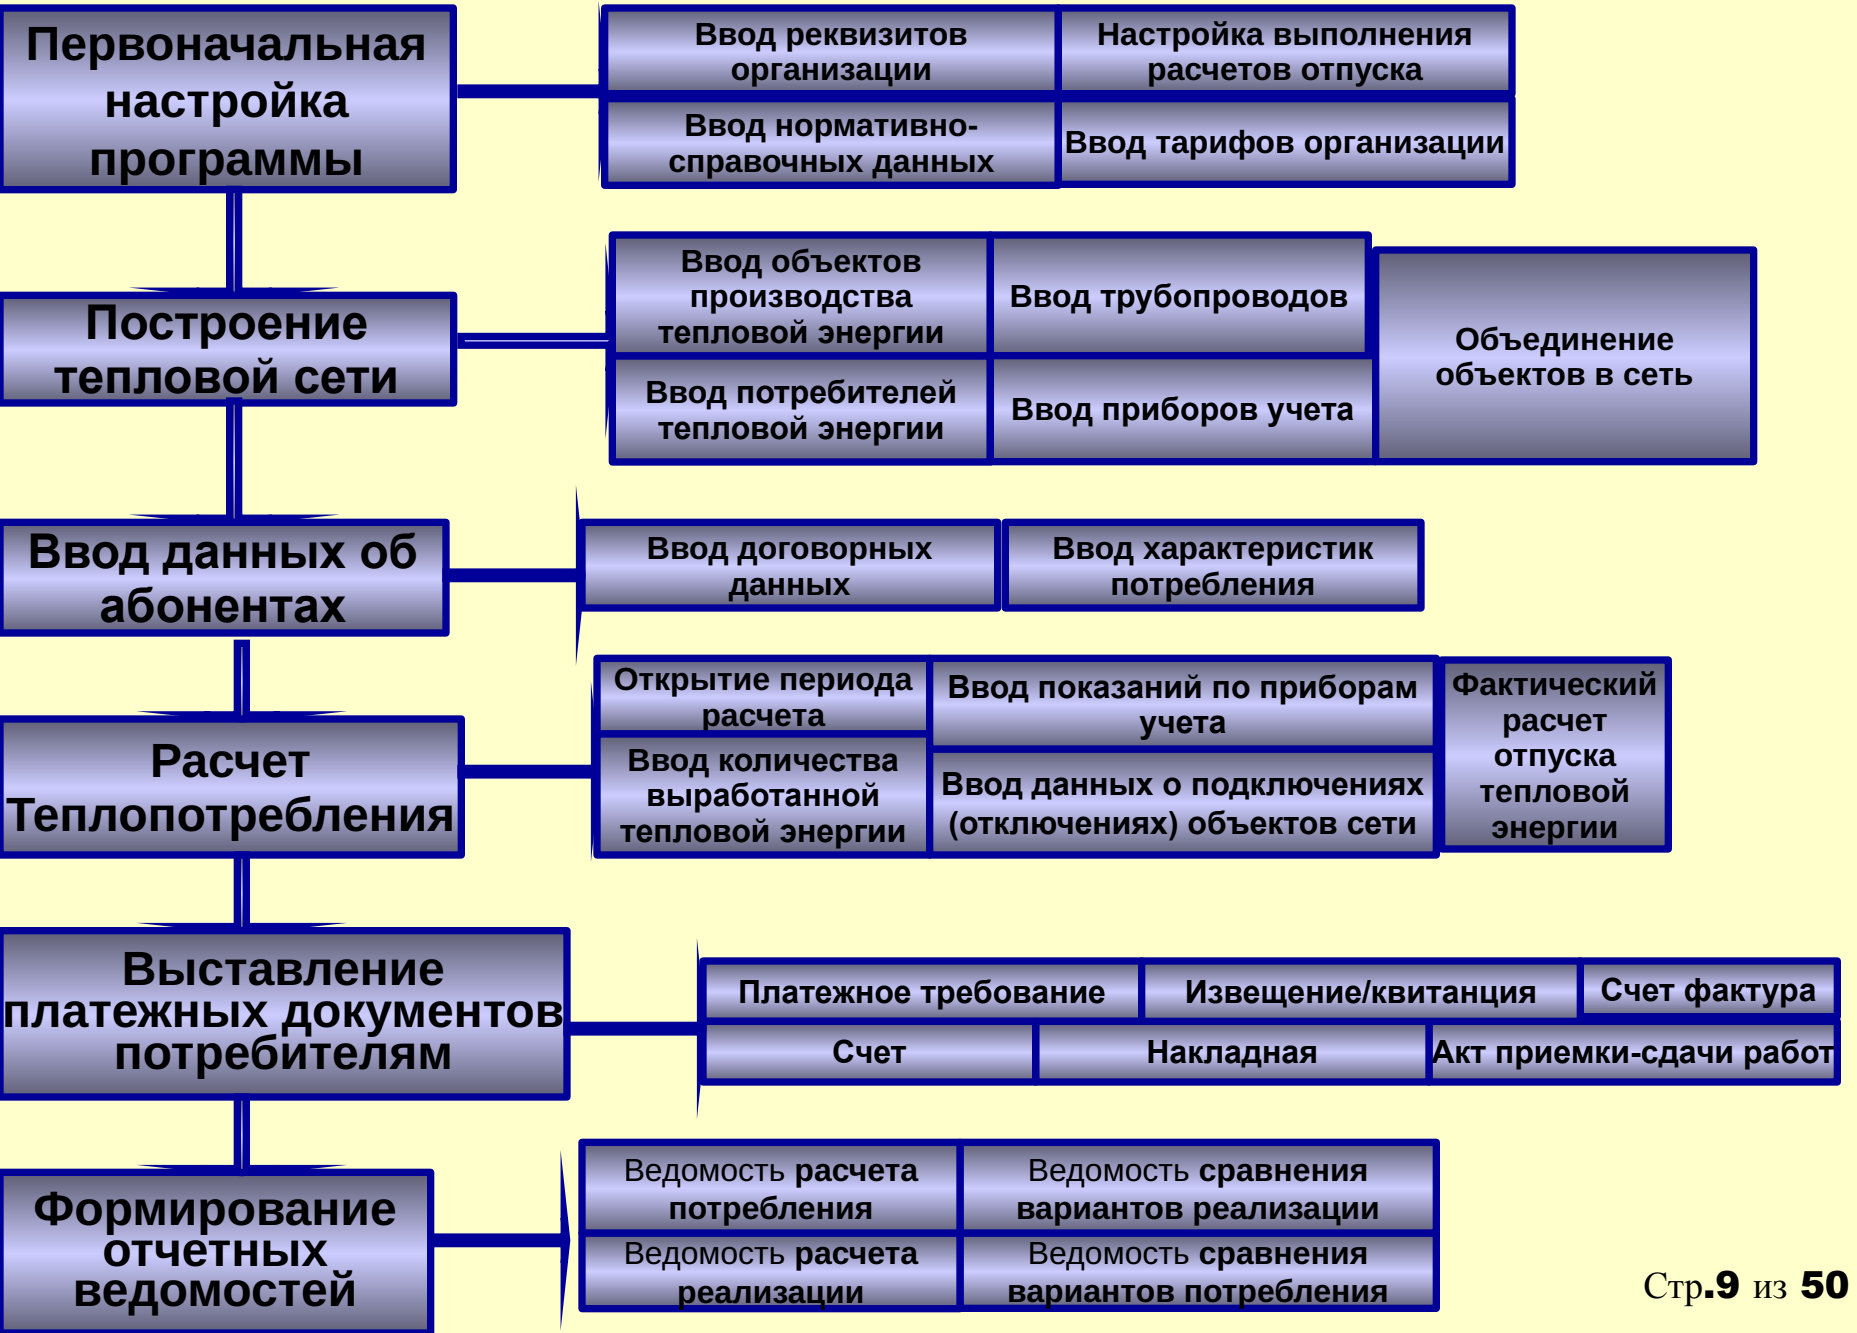 Первоначальная
настройка
программы
Ввод реквизитов
организации
Настройка выполнения
расчетов отпуска
Ввод нормативно-
справочных данных
Ввод тарифов организации
Построение
тепловой сети
Ввод объектов
производства
тепловой энергии
Ввод трубопроводов
Ввод потребителей
тепловой энергии
Ввод приборов учета
Объединение
объектов в сеть
Ввод данных об
абонентах
Ввод договорных
данных
Ввод характеристик
потребления
Расчет
Теплопотребления
Открытие периода
расчета
Ввод количества
выработанной
тепловой энергии
Ввод показаний по приборам
учета
Ввод данных о подключениях
(отключениях) объектов сети
Фактический
расчет
отпуска
тепловой
энергии
Выставление
платежных документов
потребителям
Платежное требование
Извещение/квитанция
Счет фактура
Счет
Накладная
Акт приемки-сдачи работ
Формирование
отчетных
ведомостей
Ведомость расчета
потребления
Ведомость сравнения
вариантов реализации
Ведомость расчета
реализации
Ведомость сравнения
вариантов потребления
Стр.9 из 50